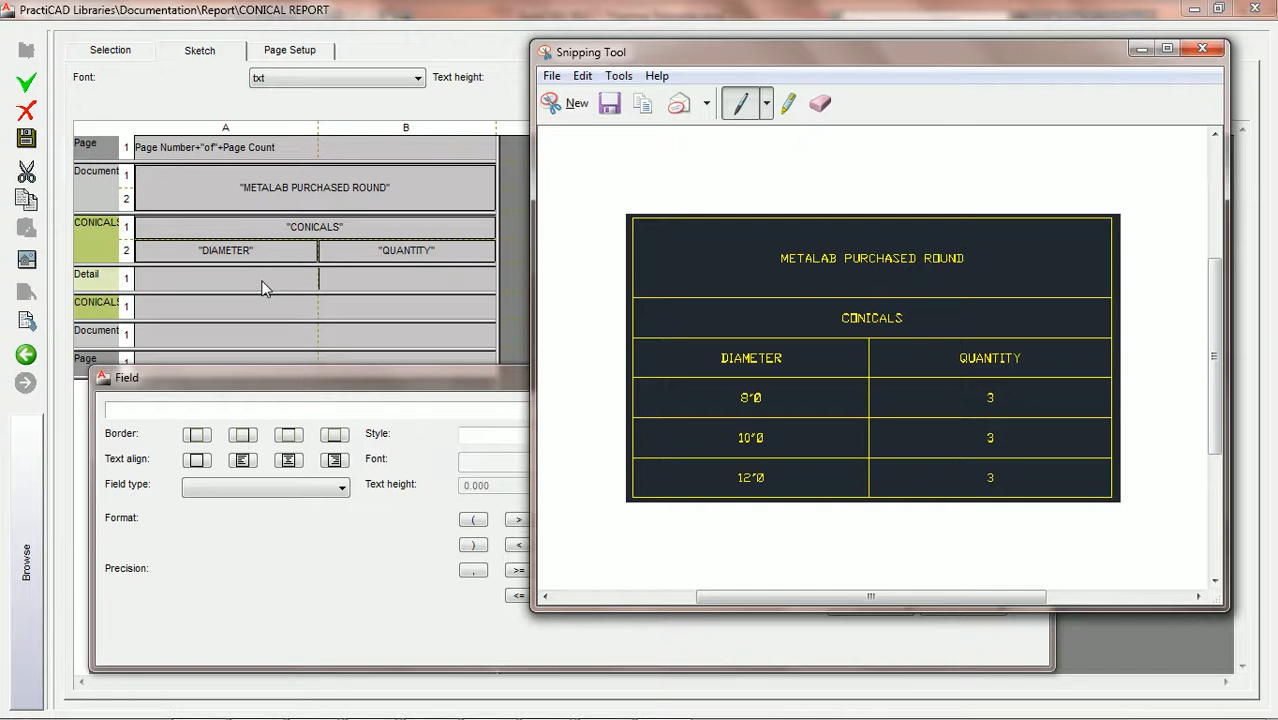 PractiCAD Libraries\Documentation\Report\CONICAL REPORT
Selection
Sketch
Page Setup
Font:
txt
Text height:
A
B
Page
1
Page Number+"of"+Page Count
Document
1
2
"METALAB PURCHASED ROUND"
CONICALS
1
"CONICALS"
2
"DIAMETER"
"QUANTITY"
Detail
1
CONICALS
1
Document
1
Page
1
Field
Border:
Style:
Text align:
Font:
Field type:
Text height:
0.000
Format:
(
>
)
<
Precision:
,
>=
<=
Browse
Snipping Tool
File
Edit
Tools
Help
New
METALAB PURCHASED ROUND
CONICALS
DIAMETER
QUANTITY
8"Ø
3
10"Ø
3
12"Ø
3